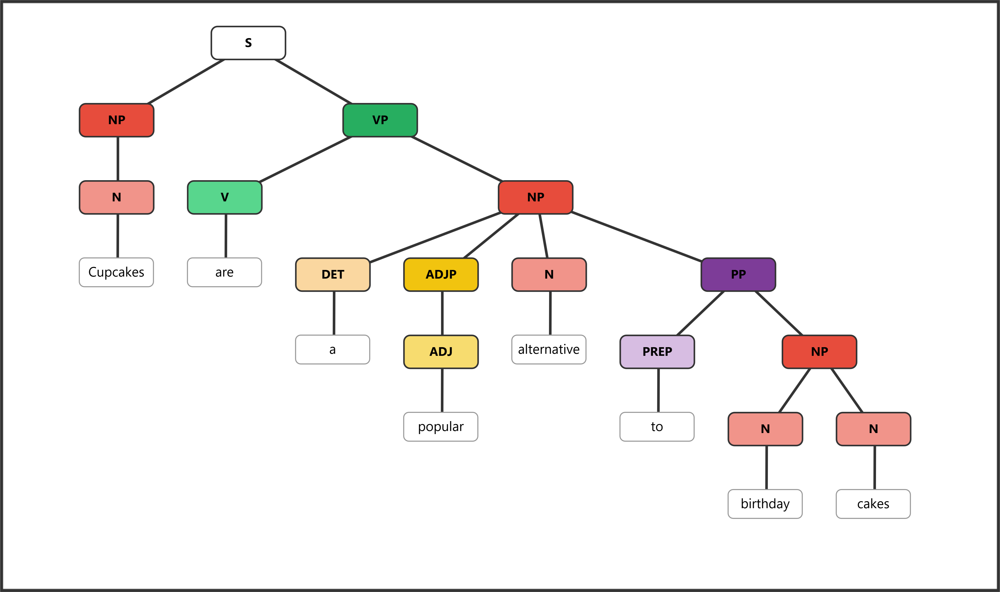 S
NP VP
N V NP
Cupcakes are DET ADJP N PP
a ADJ alternative PREP NP
popular to N N
birthday cakes